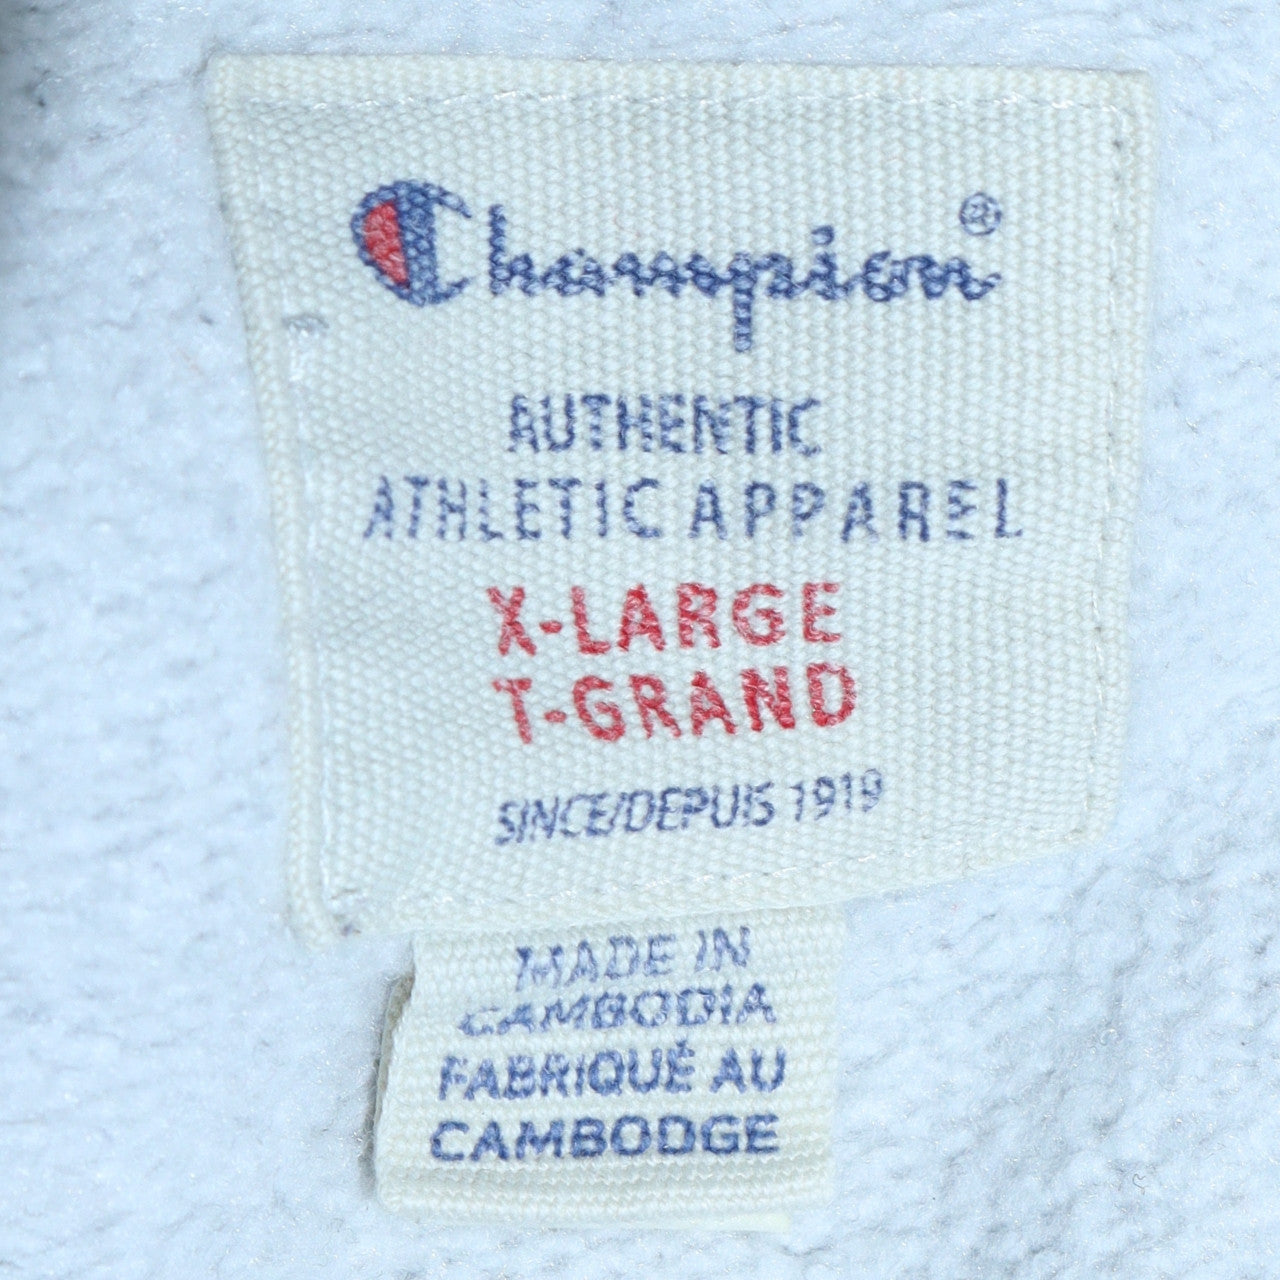 Champion®
AUTHENTIC
ATHLETIC APPAREL
X-LARGE
T-GRAND
SINCE/DEPUIS 1919
MADE IN
CAMBODIA
FABRIQUÉ AU
CAMBODGE